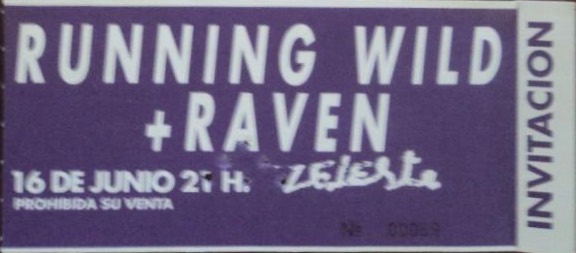 RUNNING WILD
+RAVEN
16 DE JUNIO 21 H. ZELESTE
PROHIBIDA SU VENTA
Nº
INVITACION